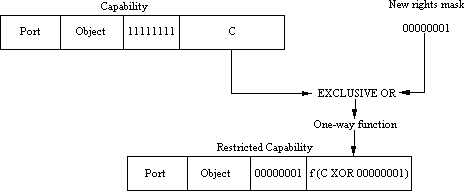 Capability
New rights mask
Port Object 11111111 C
00000001
EXCLUSIVE OR
One-way function
Restricted Capability
Port Object 00000001 f (C XOR 00000001)